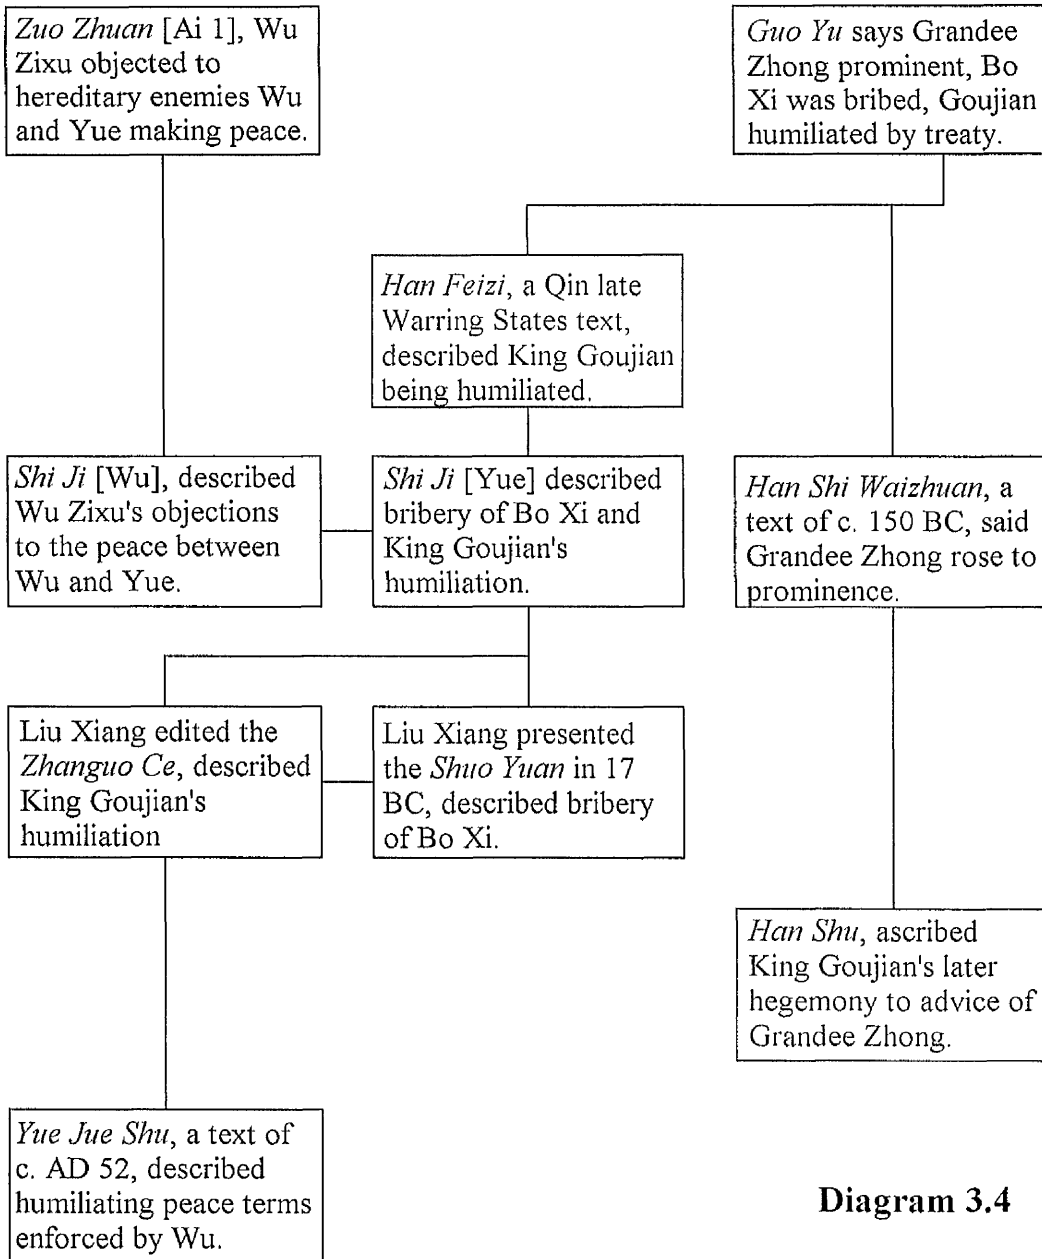 Zuo Zhuan [Ai 1], Wu
Zixu objected to
hereditary enemies Wu
and Yue making peace.
Guo Yu says Grandee
Zhong prominent, Bo
Xi was bribed, Goujian
humiliated by treaty.
Han Feizi, a Qin late
Warring States text,
described King Goujian
being humiliated.
Shi Ji [Wu], described
Wu Zixu's objections
to the peace between
Wu and Yue.
Shi Ji [Yue] described
bribery of Bo Xi and
King Goujian's
humiliation.
Han Shi Waizhuan, a
text of c. 150 BC, said
Grandee Zhong rose to
prominence.
Liu Xiang edited the
Zhanguo Ce, described
King Goujian's
humiliation
Liu Xiang presented
the Shuo Yuan in 17
BC, described bribery
of Bo Xi.
Han Shu, ascribed
King Goujian's later
hegemony to advice of
Grandee Zhong.
Yue Jue Shu, a text of
c. AD 52, described
humiliating peace terms
enforced by Wu.
Diagram 3.4